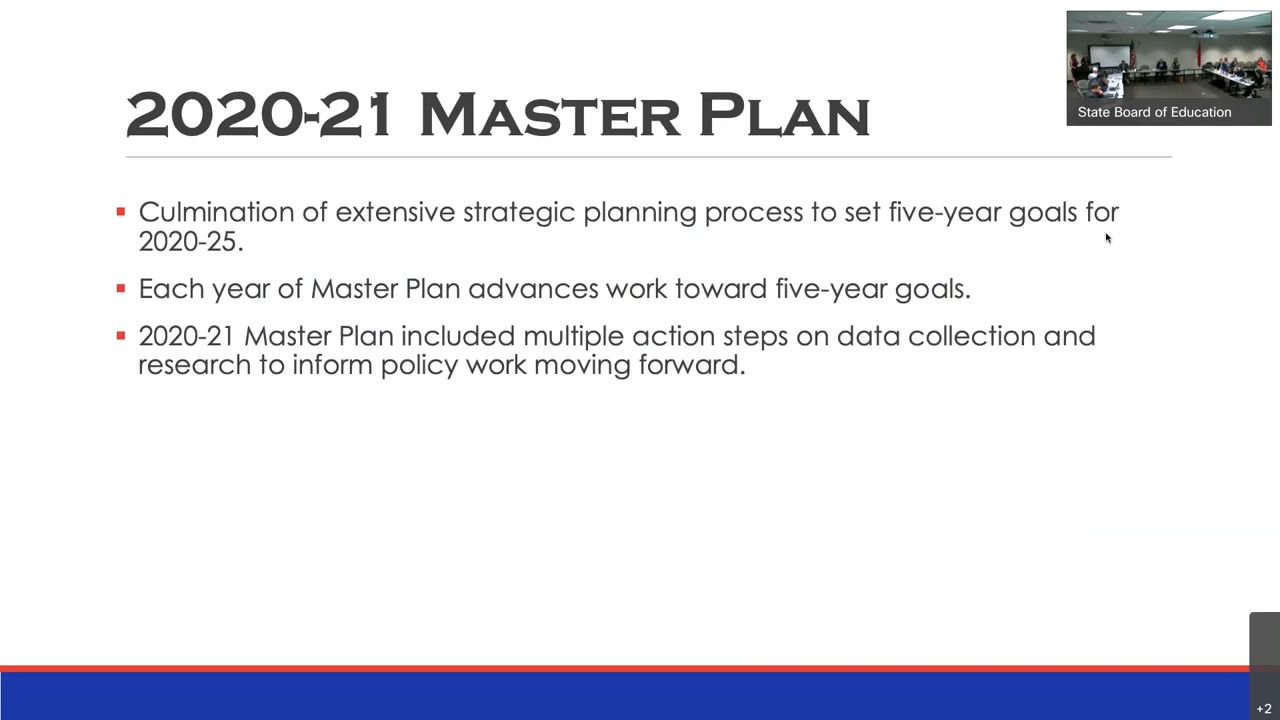 State Board of Education
2020-21 Master Plan
▪ Culmination of extensive strategic planning process to set five-year goals for
2020-25.
▪ Each year of Master Plan advances work toward five-year goals.
▪ 2020-21 Master Plan included multiple action steps on data collection and
research to inform policy work moving forward.
+2